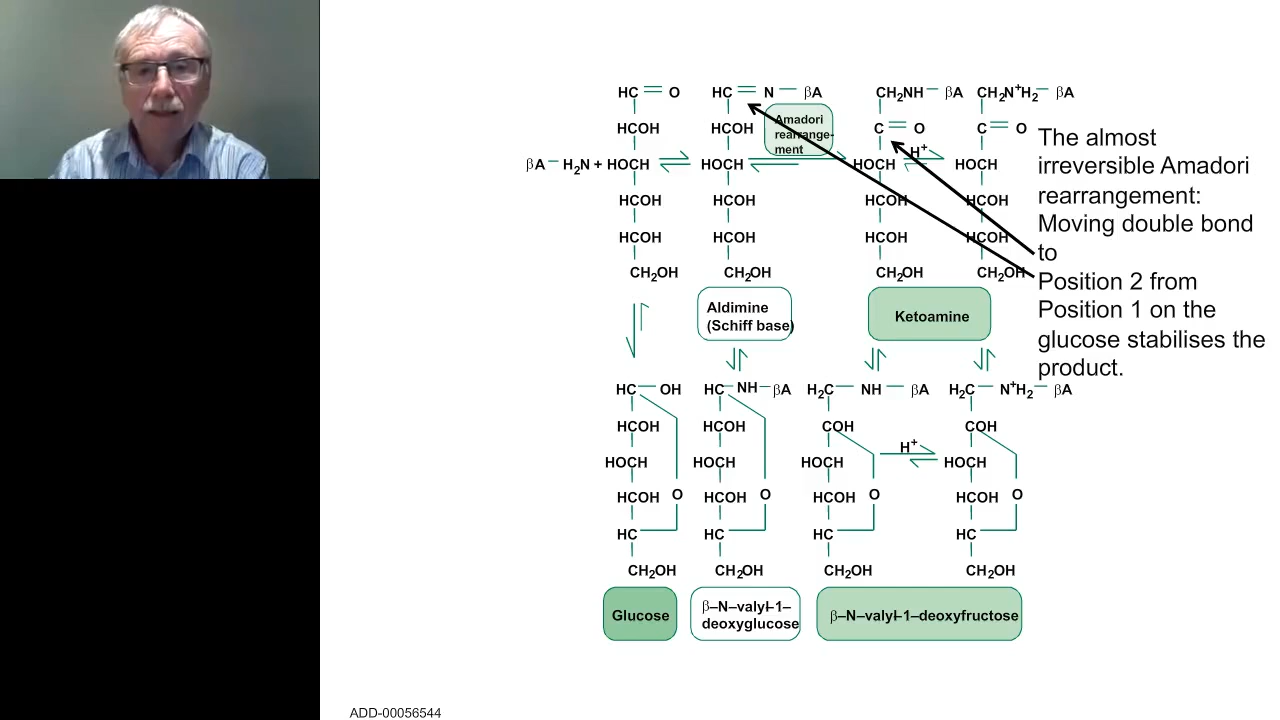 HC = O
HC = N — βA
CH₂NH — βA
CH₂N⁺H₂ — βA
Amadori
rearrange-
ment
HCOH
HCOH
C = O
C = O
βA — H₂N + HOCH
HOCH
HOCH
H⁺
HOCH
HCOH
HCOH
HCOH
HCOH
HCOH
HCOH
HCOH
HCOH
CH₂OH
CH₂OH
CH₂OH
CH₂OH
The almost
irreversible Amadori
rearrangement:
Moving double bond
to
Position 2 from
Position 1 on the
glucose stabilises the
product.
Aldimine
(Schiff base)
Ketoamine
HC — OH
HC — NH — βA
H₂C — NH — βA
H₂C — N⁺H₂ — βA
HCOH
HCOH
COH
COH
H⁺
HOCH
HOCH
HOCH
HOCH
HCOH O
HCOH O
HCOH O
HCOH O
HC
HC
HC
HC
CH₂OH
CH₂OH
CH₂OH
CH₂OH
Glucose
β–N–valyl-1–
deoxyglucose
β–N–valyl-1–deoxyfructose
ADD-00056544